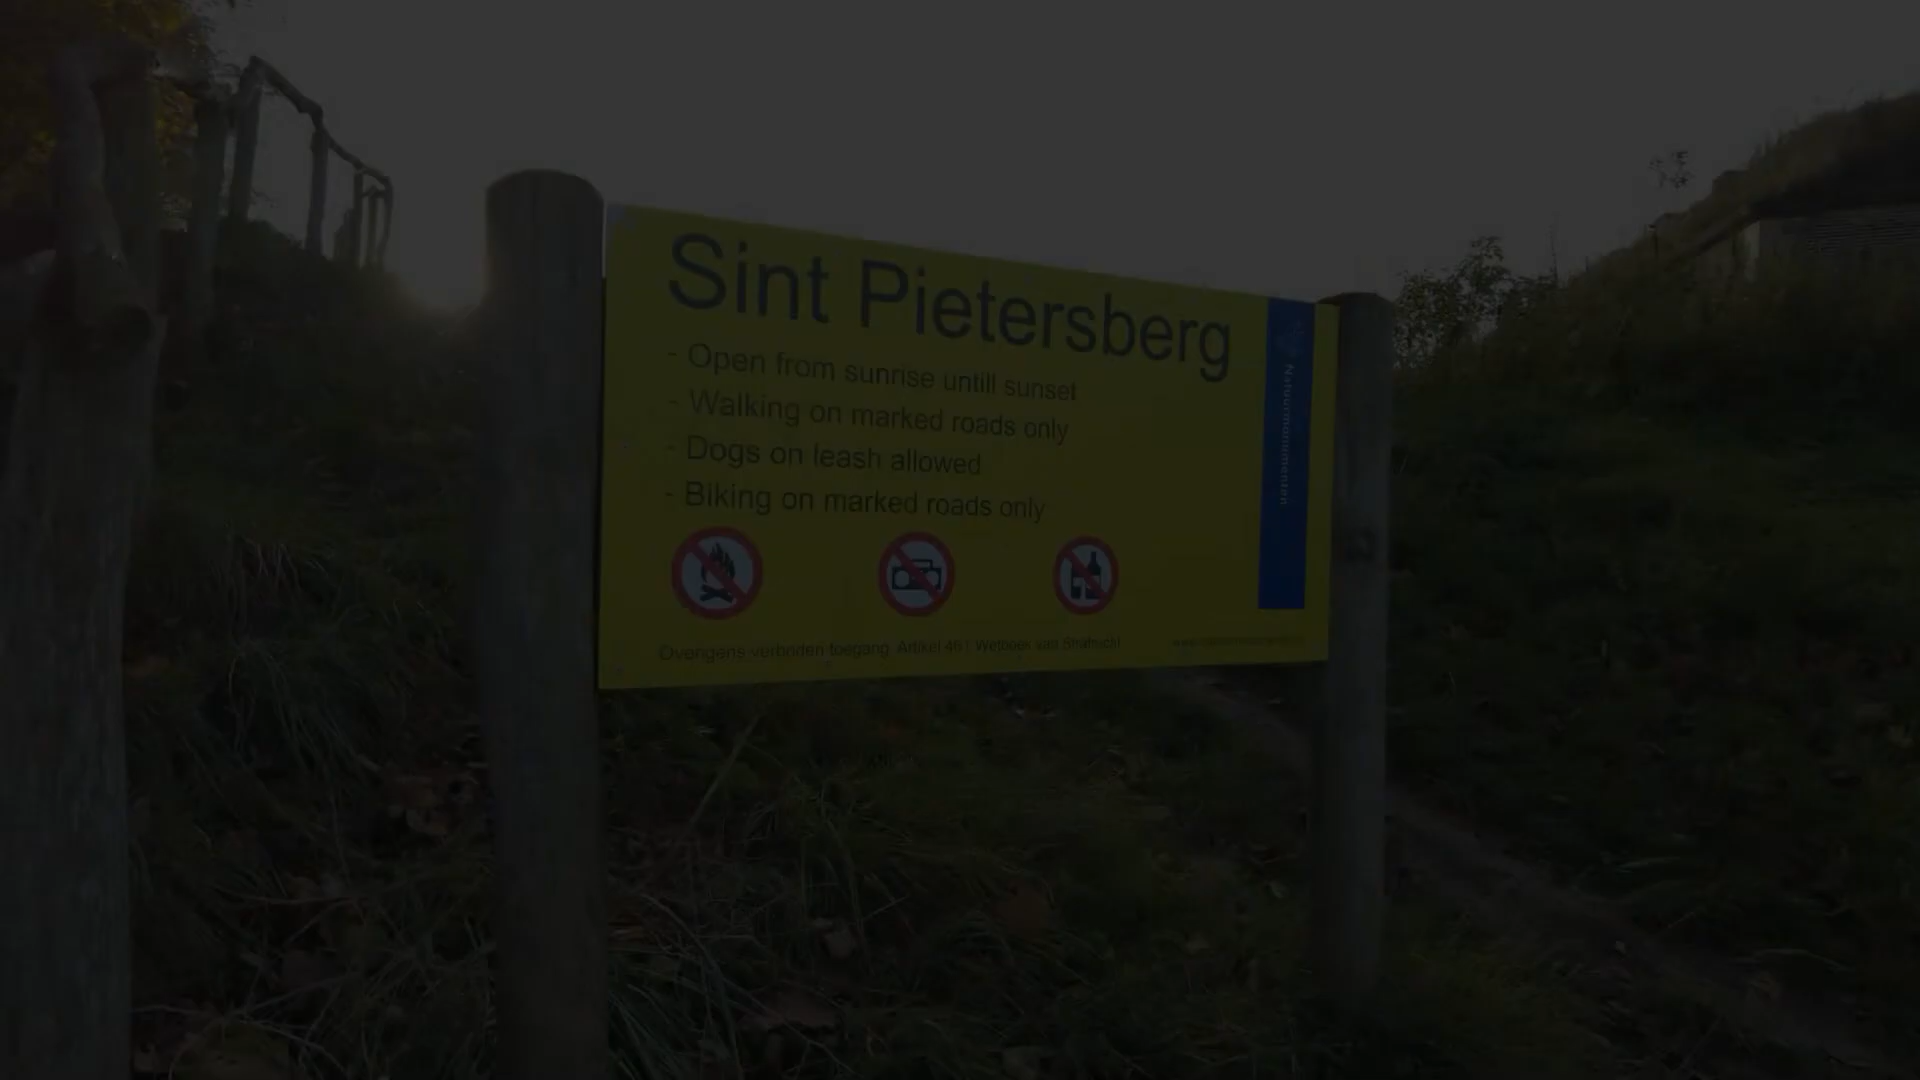 Sint Pietersberg
- Open from sunrise untill sunset
- Walking on marked roads only
- Dogs on leash allowed
- Biking on marked roads only
Natuurmonumenten
Overigens verboden toegang. Artikel 461 Wetboek van Strafrecht